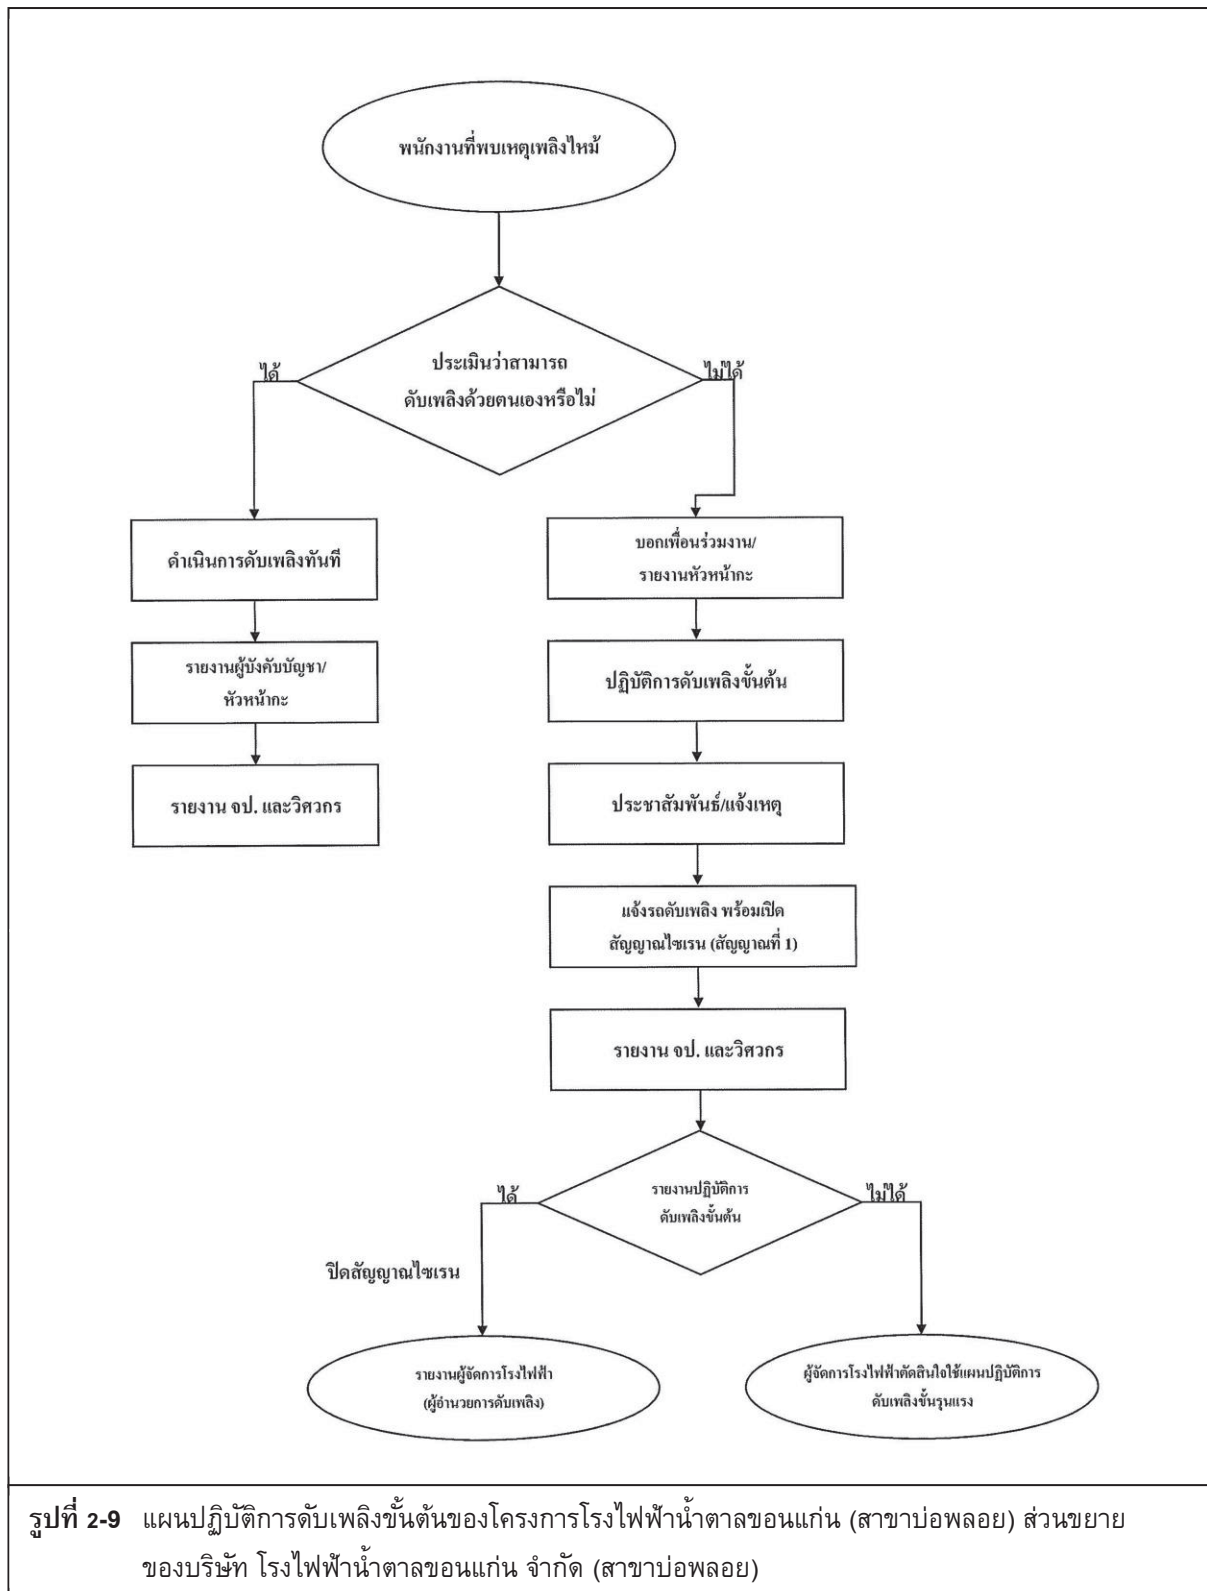 พนักงานที่พบเหตุเพลิงไหม้
ประเมินว่าสามารถ
ดับเพลิงด้วยตนเองหรือไม่
ได้
ไม่ได้
ดำเนินการดับเพลิงทันที
บอกเพื่อนร่วมงาน/
รายงานหัวหน้ากะ
รายงานผู้บังคับบัญชา/
หัวหน้ากะ
ปฏิบัติการดับเพลิงขั้นต้น
รายงาน จป. และวิศวกร
ประชาสัมพันธ์/แจ้งเหตุ
แจ้งรถดับเพลิง พร้อมเปิด
สัญญาณไซเรน (สัญญาณที่ 1)
รายงาน จป. และวิศวกร
รายงานปฏิบัติการ
ดับเพลิงขั้นต้น
ได้
ไม่ได้
ปิดสัญญาณไซเรน
รายงานผู้จัดการโรงไฟฟ้า
(ผู้อำนวยการดับเพลิง)
ผู้จัดการโรงไฟฟ้าตัดสินใจใช้แผนปฏิบัติการ
ดับเพลิงขั้นรุนแรง
รูปที่ 2-9 แผนปฏิบัติการดับเพลิงขั้นต้นของโครงการโรงไฟฟ้าน้ำตาลขอนแก่น (สาขาบ่อพลอย) ส่วนขยาย
ของบริษัท โรงไฟฟ้าน้ำตาลขอนแก่น จำกัด (สาขาบ่อพลอย)